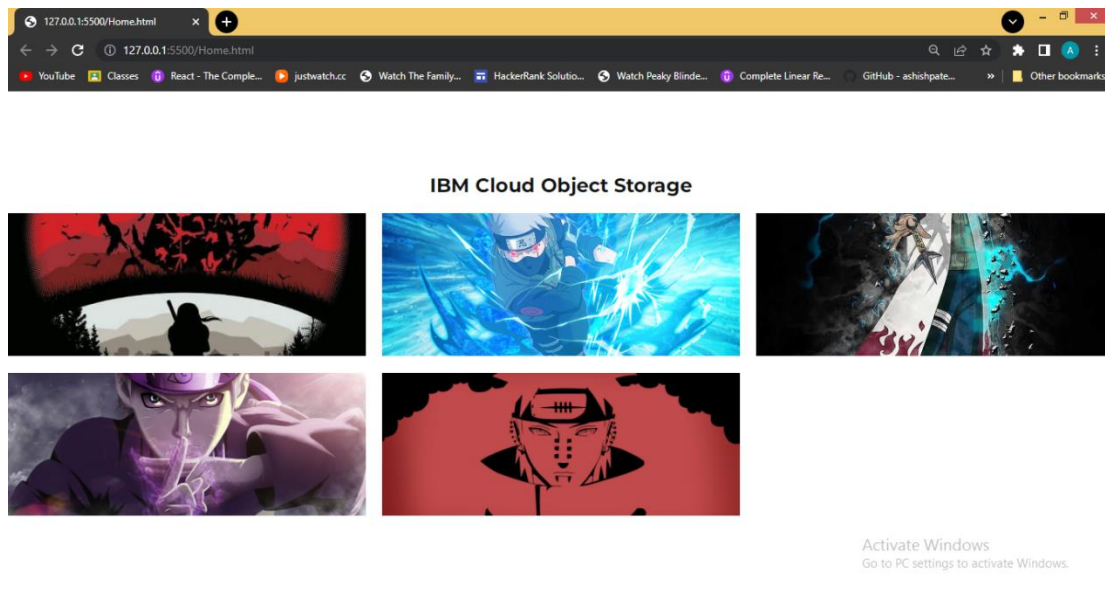 127.0.0.1:5500/Home.html
127.0.0.1:5500/Home.html
YouTube Classes React - The Comple... justwatch.cc Watch The Family... HackerRank Solutio... Watch Peaky Blinde... Complete Linear Re... GitHub - ashishpate... » Other bookmarks
IBM Cloud Object Storage
Activate Windows
Go to PC settings to activate Windows.